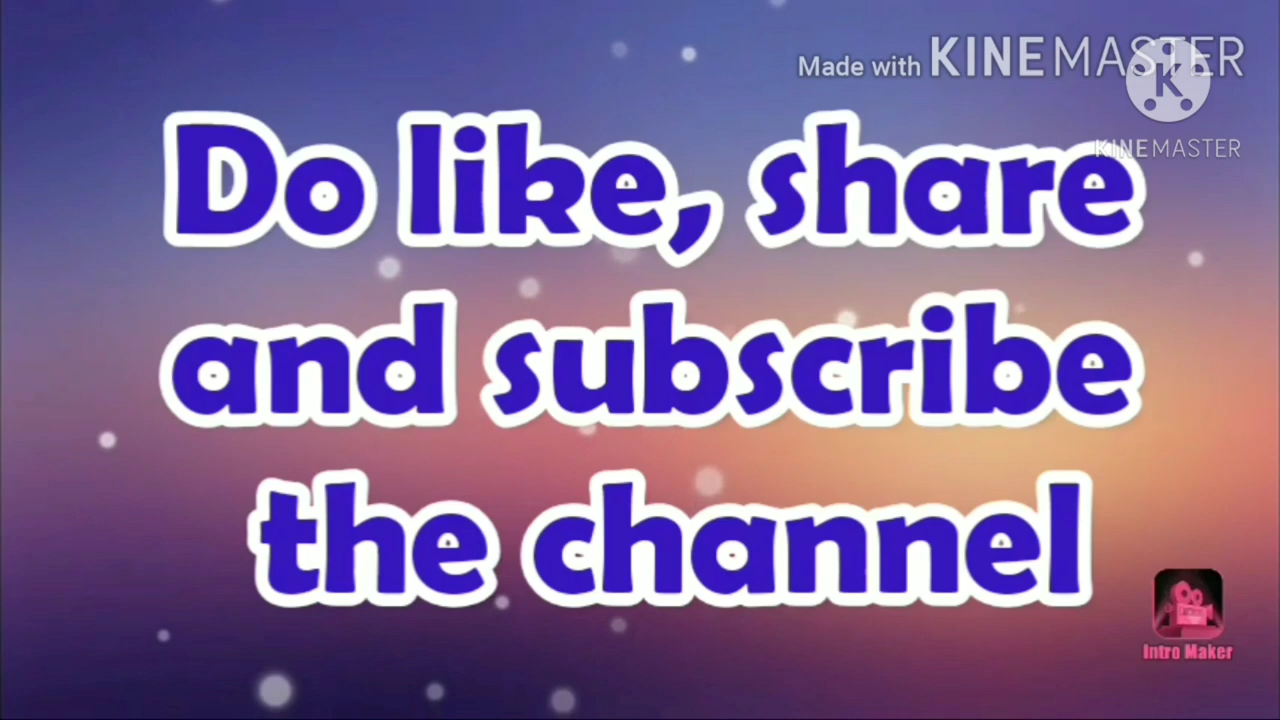 Made with KINEMASTER
K
KINEMASTER
Do like, share
and subscribe
the channel
Intro Maker